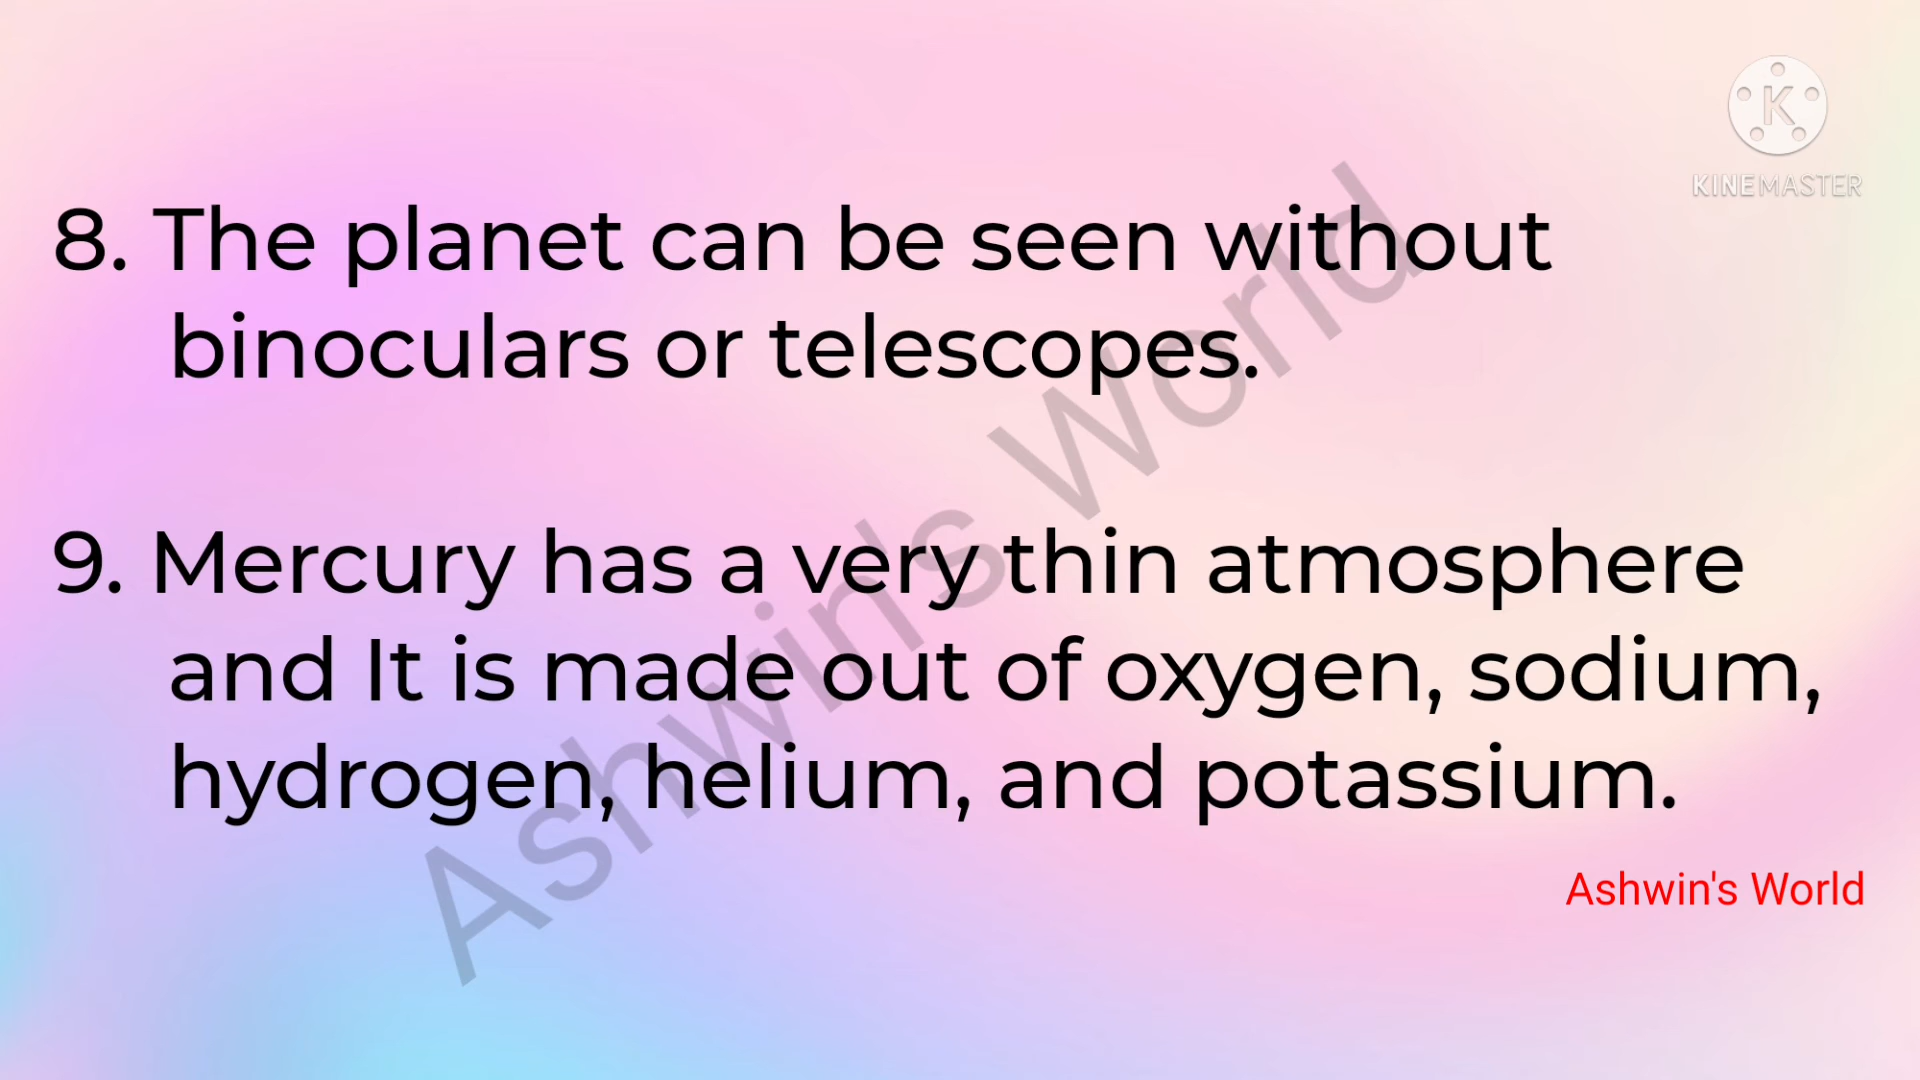 KINEMASTER
8. The planet can be seen without
binoculars or telescopes.
9. Mercury has a very thin atmosphere
and It is made out of oxygen, sodium,
hydrogen, helium, and potassium.
Ashwin's World
Ashwin's World